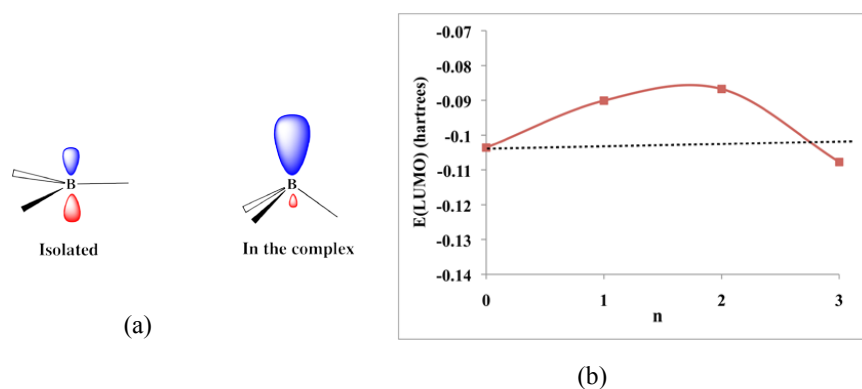 B
Isolated
B
In the complex
(a)
E(LUMO) (hartrees)
-0.07
-0.08
-0.09
-0.1
-0.11
-0.12
-0.13
-0.14
0 1 2 3
n
(b)